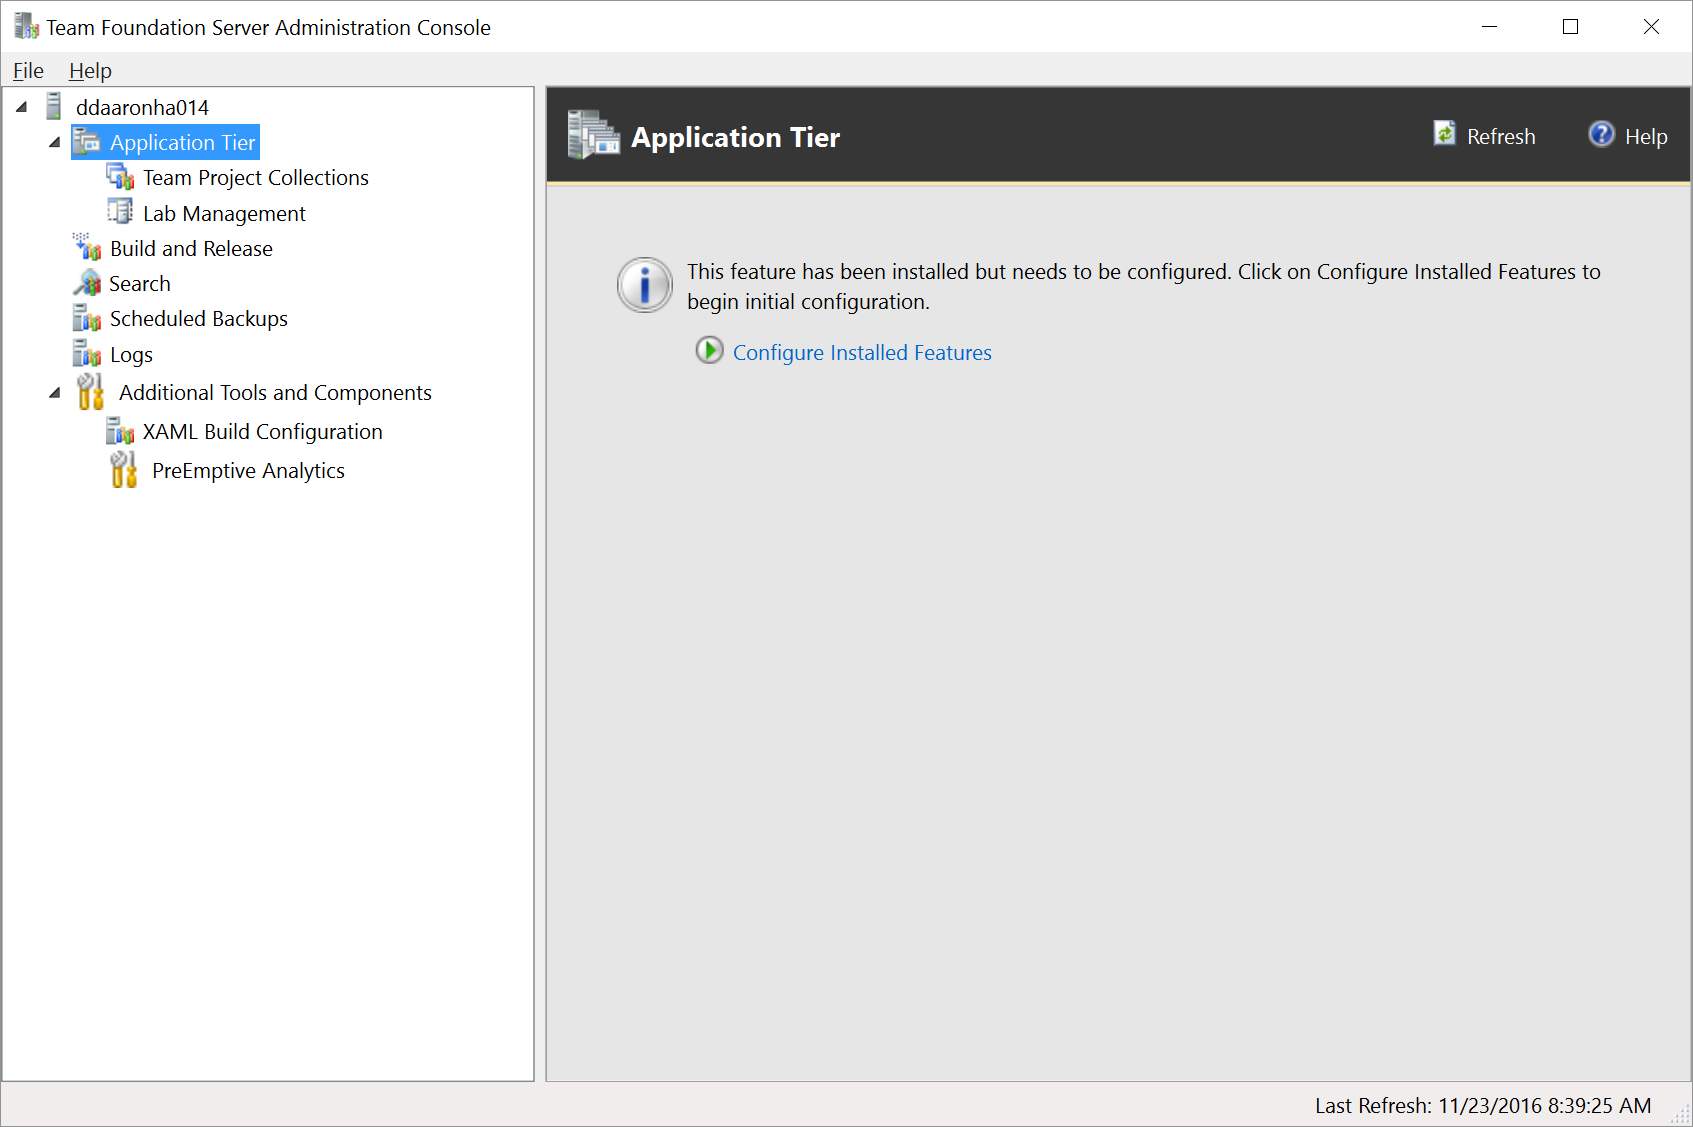 Team Foundation Server Administration Console
File Help
ddaaronha014
Application Tier
Team Project Collections
Lab Management
Build and Release
Search
Scheduled Backups
Logs
Additional Tools and Components
XAML Build Configuration
PreEmptive Analytics
Application Tier
Refresh
Help
This feature has been installed but needs to be configured. Click on Configure Installed Features to
begin initial configuration.
Configure Installed Features
Last Refresh: 11/23/2016 8:39:25 AM